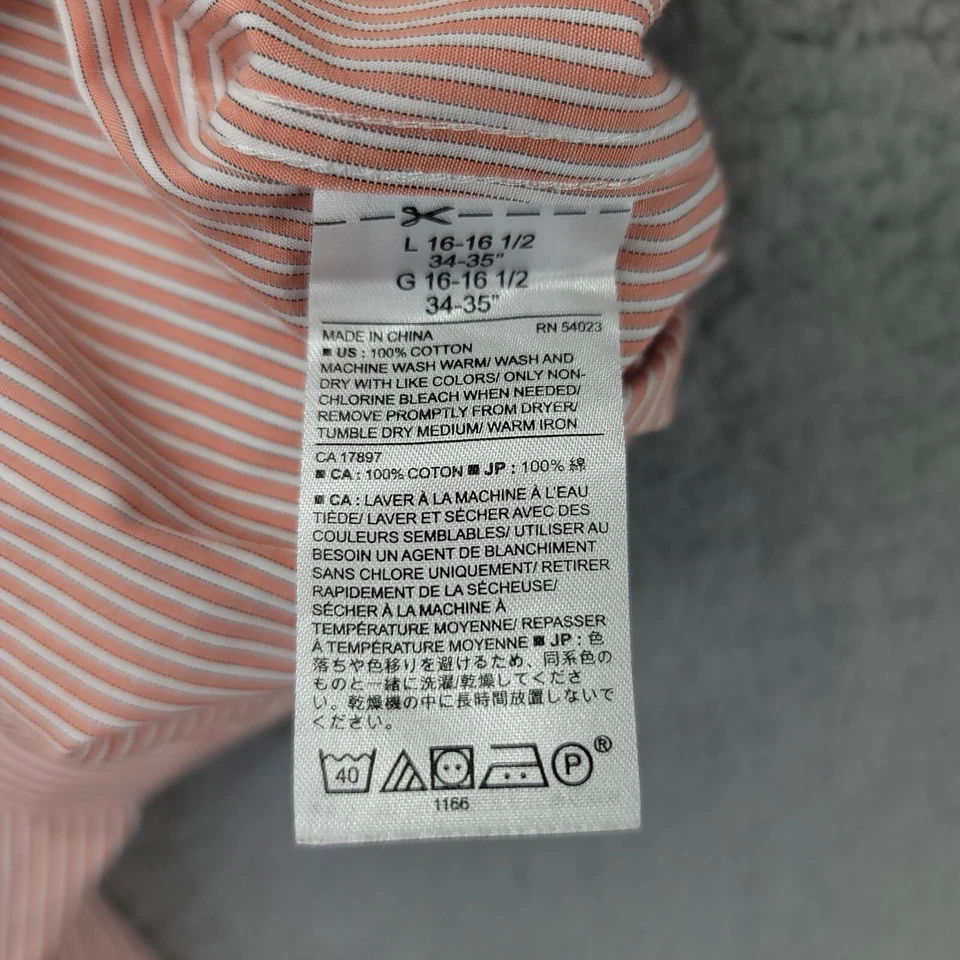 L 16-16 1/2
34-35"
G 16-16 1/2
34-35"
MADE IN CHINA RN 54023
US : 100% COTTON
MACHINE WASH WARM/ WASH AND
DRY WITH LIKE COLORS/ ONLY NON-
CHLORINE BLEACH WHEN NEEDED/
REMOVE PROMPTLY FROM DRYER/
TUMBLE DRY MEDIUM/ WARM IRON
CA 17897
■ CA : 100% COTON ■ JP : 100% 綿
■ CA : LAVER À LA MACHINE À L'EAU
TIÈDE/ LAVER ET SÉCHER AVEC DES
COULEURS SEMBLABLES/ UTILISER AU
BESOIN UN AGENT DE BLANCHIMENT
SANS CHLORE UNIQUEMENT/ RETIRER
RAPIDEMENT DE LA SÉCHEUSE/
SÉCHER À LA MACHINE À
TEMPÉRATURE MOYENNE/ REPASSER
À TEMPÉRATURE MOYENNE ■ JP : 色
落ちや色移りを避けるため、同系色の
ものと一緒に洗濯/乾燥してくださ
い。乾燥機の中に長時間放置しないで
ください。
40 P ®
1166